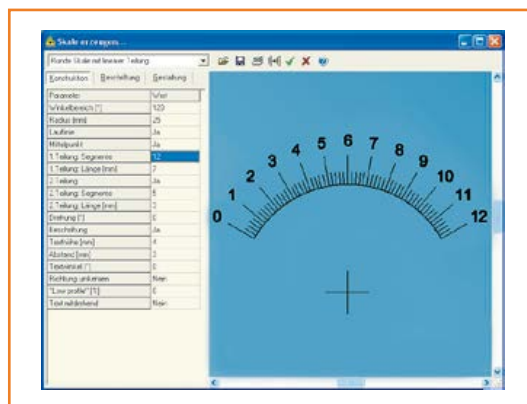 Skale erzeugen...
Runde Skale mit linearer Teilung
Konstruktion Beschriftung Gestaltung
Parameter Wert
Winkelbereich [°] 120
Radius [mm] 25
Lauflinie Ja
Mittelpunkt Ja
1.Teilung: Segmente 12
1.Teilung: Länge [mm] 7
2.Teilung Ja
2.Teilung: Segmente 5
2.Teilung: Länge [mm]
Drehung [°] 0
Beschriftung Ja
Texthöhe [mm] 4
Abstand [mm]
Textwinkel [°] 0
Richtung umkehren Nein
"Low profile" [%] 0
Text mitdrehend Nein
0 1 2 3 4 5 6 7 8 9 10 11 12